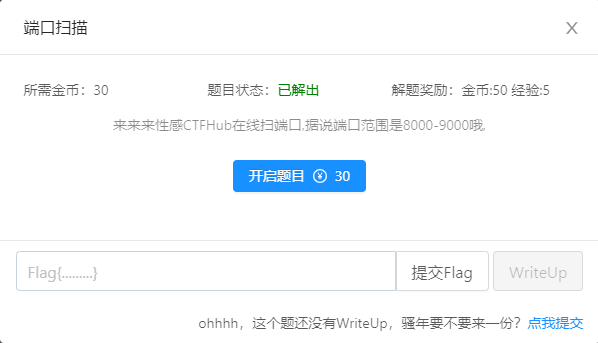 端口扫描
所需金币：30 题目状态：已解出 解题奖励：金币:50 经验:5
来来来性感CTFHub在线扫端口,据说端口范围是8000-9000哦,
开启题目 30
Flag{.........} 提交Flag WriteUp
ohhhh，这个题还没有WriteUp，骚年要不要来一份？点我提交